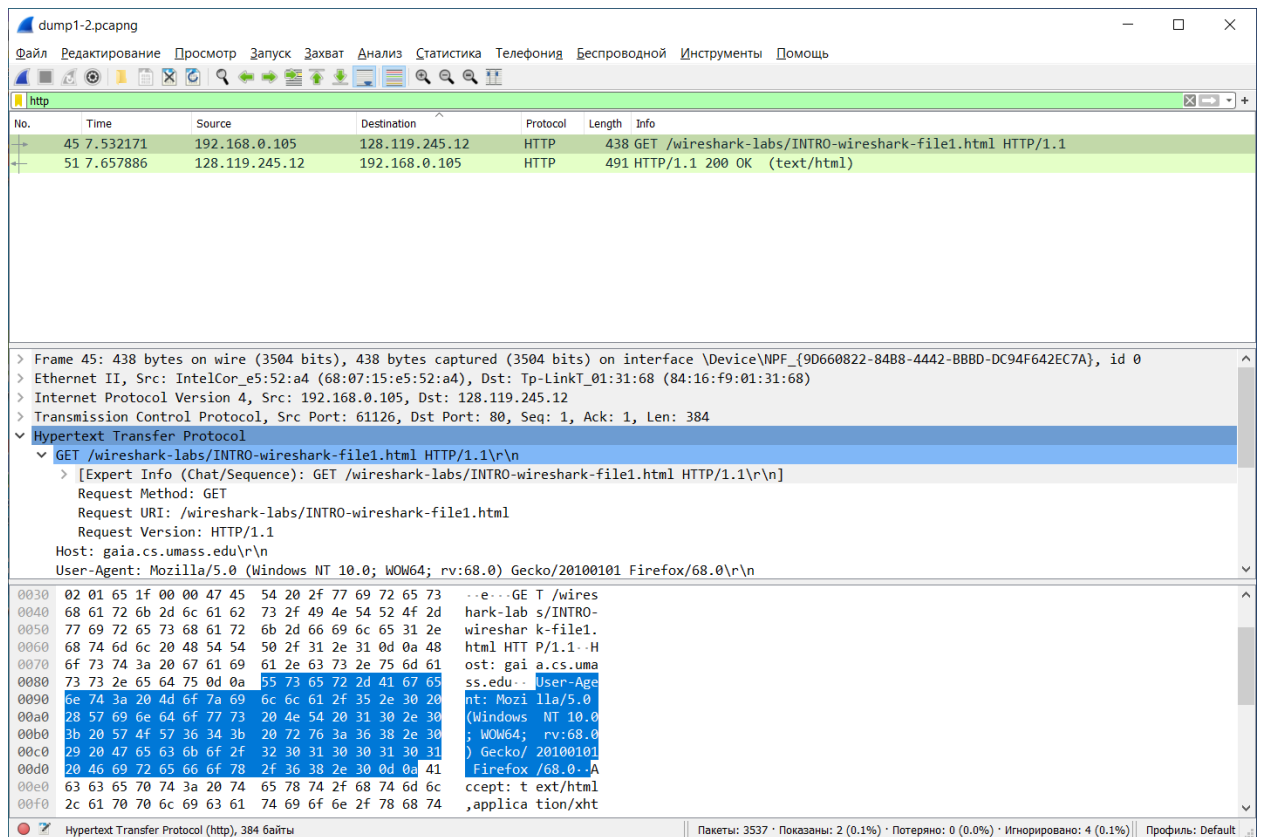 dump1-2.pcapng
Файл Редактирование Просмотр Запуск Захват Анализ Статистика Телефония Беспроводной Инструменты Помощь
http
No. Time Source Destination Protocol Length Info
45 7.532171 192.168.0.105 128.119.245.12 HTTP 438 GET /wireshark-labs/INTRO-wireshark-file1.html HTTP/1.1
51 7.657886 128.119.245.12 192.168.0.105 HTTP 491 HTTP/1.1 200 OK (text/html)
Frame 45: 438 bytes on wire (3504 bits), 438 bytes captured (3504 bits) on interface \Device\NPF_{9D660822-84B8-4442-BBBD-DC94F642EC7A}, id 0
Ethernet II, Src: IntelCor_e5:52:a4 (68:07:15:e5:52:a4), Dst: Tp-LinkT_01:31:68 (84:16:f9:01:31:68)
Internet Protocol Version 4, Src: 192.168.0.105, Dst: 128.119.245.12
Transmission Control Protocol, Src Port: 61126, Dst Port: 80, Seq: 1, Ack: 1, Len: 384
Hypertext Transfer Protocol
GET /wireshark-labs/INTRO-wireshark-file1.html HTTP/1.1\r\n
[Expert Info (Chat/Sequence): GET /wireshark-labs/INTRO-wireshark-file1.html HTTP/1.1\r\n]
Request Method: GET
Request URI: /wireshark-labs/INTRO-wireshark-file1.html
Request Version: HTTP/1.1
Host: gaia.cs.umass.edu\r\n
User-Agent: Mozilla/5.0 (Windows NT 10.0; WOW64; rv:68.0) Gecko/20100101 Firefox/68.0\r\n
0030 02 01 65 1f 00 00 47 45 54 20 2f 77 69 72 65 73 ··e···GE T /wires
0040 68 61 72 6b 2d 6c 61 62 73 2f 49 4e 54 52 4f 2d hark-lab s/INTRO-
0050 77 69 72 65 73 68 61 72 6b 2d 66 69 6c 65 31 2e wireshar k-file1.
0060 68 74 6d 6c 20 48 54 54 50 2f 31 2e 31 0d 0a 48 html HTT P/1.1··H
0070 6f 73 74 3a 20 67 61 69 61 2e 63 73 2e 75 6d 61 ost: gai a.cs.uma
0080 73 73 2e 65 64 75 0d 0a 55 73 65 72 2d 41 67 65 ss.edu·· User-Age
0090 6e 74 3a 20 4d 6f 7a 69 6c 6c 61 2f 35 2e 30 20 nt: Mozi lla/5.0
00a0 28 57 69 6e 64 6f 77 73 20 4e 54 20 31 30 2e 30 (Windows NT 10.0
00b0 3b 20 57 4f 57 36 34 3b 20 72 76 3a 36 38 2e 30 ; WOW64; rv:68.0
00c0 29 20 47 65 63 6b 6f 2f 32 30 31 30 30 31 30 31 ) Gecko/ 20100101
00d0 20 46 69 72 65 66 6f 78 2f 36 38 2e 30 0d 0a 41 Firefox /68.0··A
00e0 63 63 65 70 74 3a 20 74 65 78 74 2f 68 74 6d 6c ccept: t ext/html
00f0 2c 61 70 70 6c 69 63 61 74 69 6f 6e 2f 78 68 74 ,applica tion/xht
Hypertext Transfer Protocol (http), 384 байты Пакеты: 3537 · Показаны: 2 (0.1%) · Потеряно: 0 (0.0%) · Игнорировано: 4 (0.1%) Профиль: Default